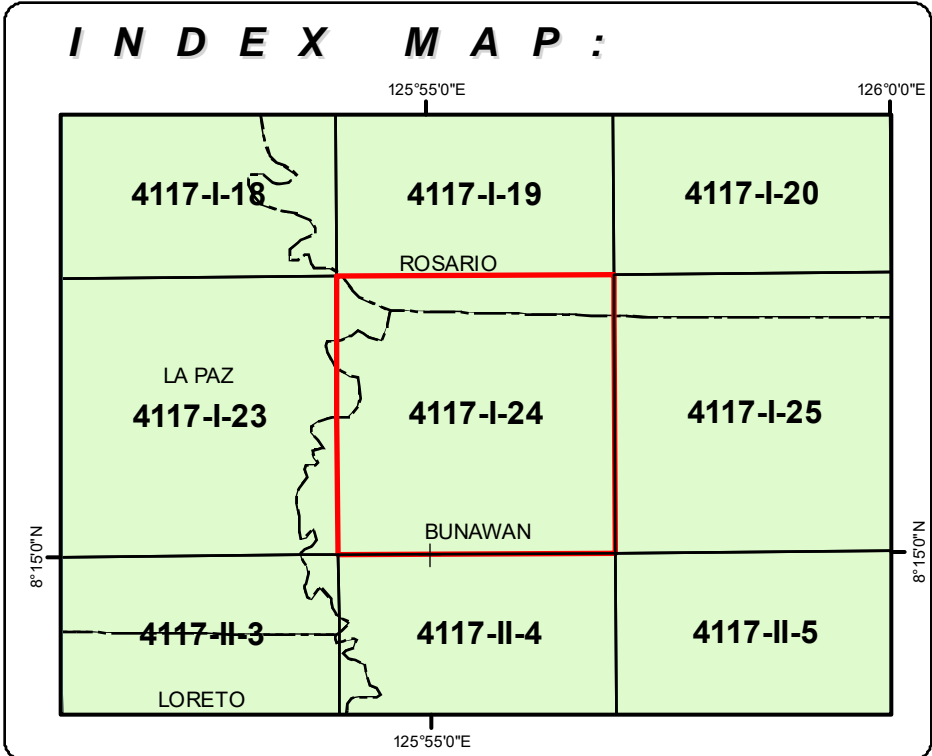 INDEX MAP:
125°55'0"E 126°0'0"E
4117-I-18 4117-I-19 4117-I-20
ROSARIO
LA PAZ
4117-I-23 4117-I-24 4117-I-25
BUNAWAN
8°15'0"N 8°15'0"N
4117-II-3 4117-II-4 4117-II-5
LORETO
125°55'0"E